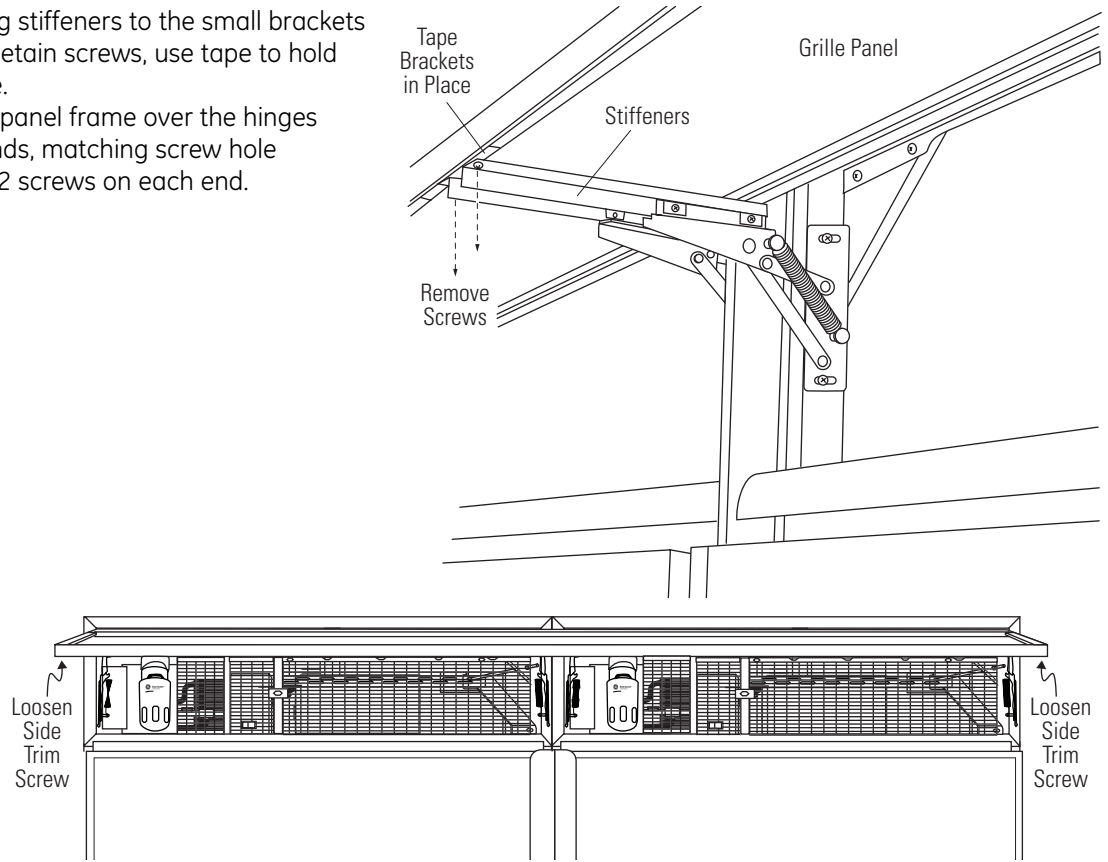 g stiffeners to the small brackets
etain screws, use tape to hold
panel frame over the hinges
nds, matching screw hole
2 screws on each end.
Tape
Brackets
in Place
Grille Panel
Stiffeners
Remove
Screws
Loosen
Side
Trim
Screw
Loosen
Side
Trim
Screw